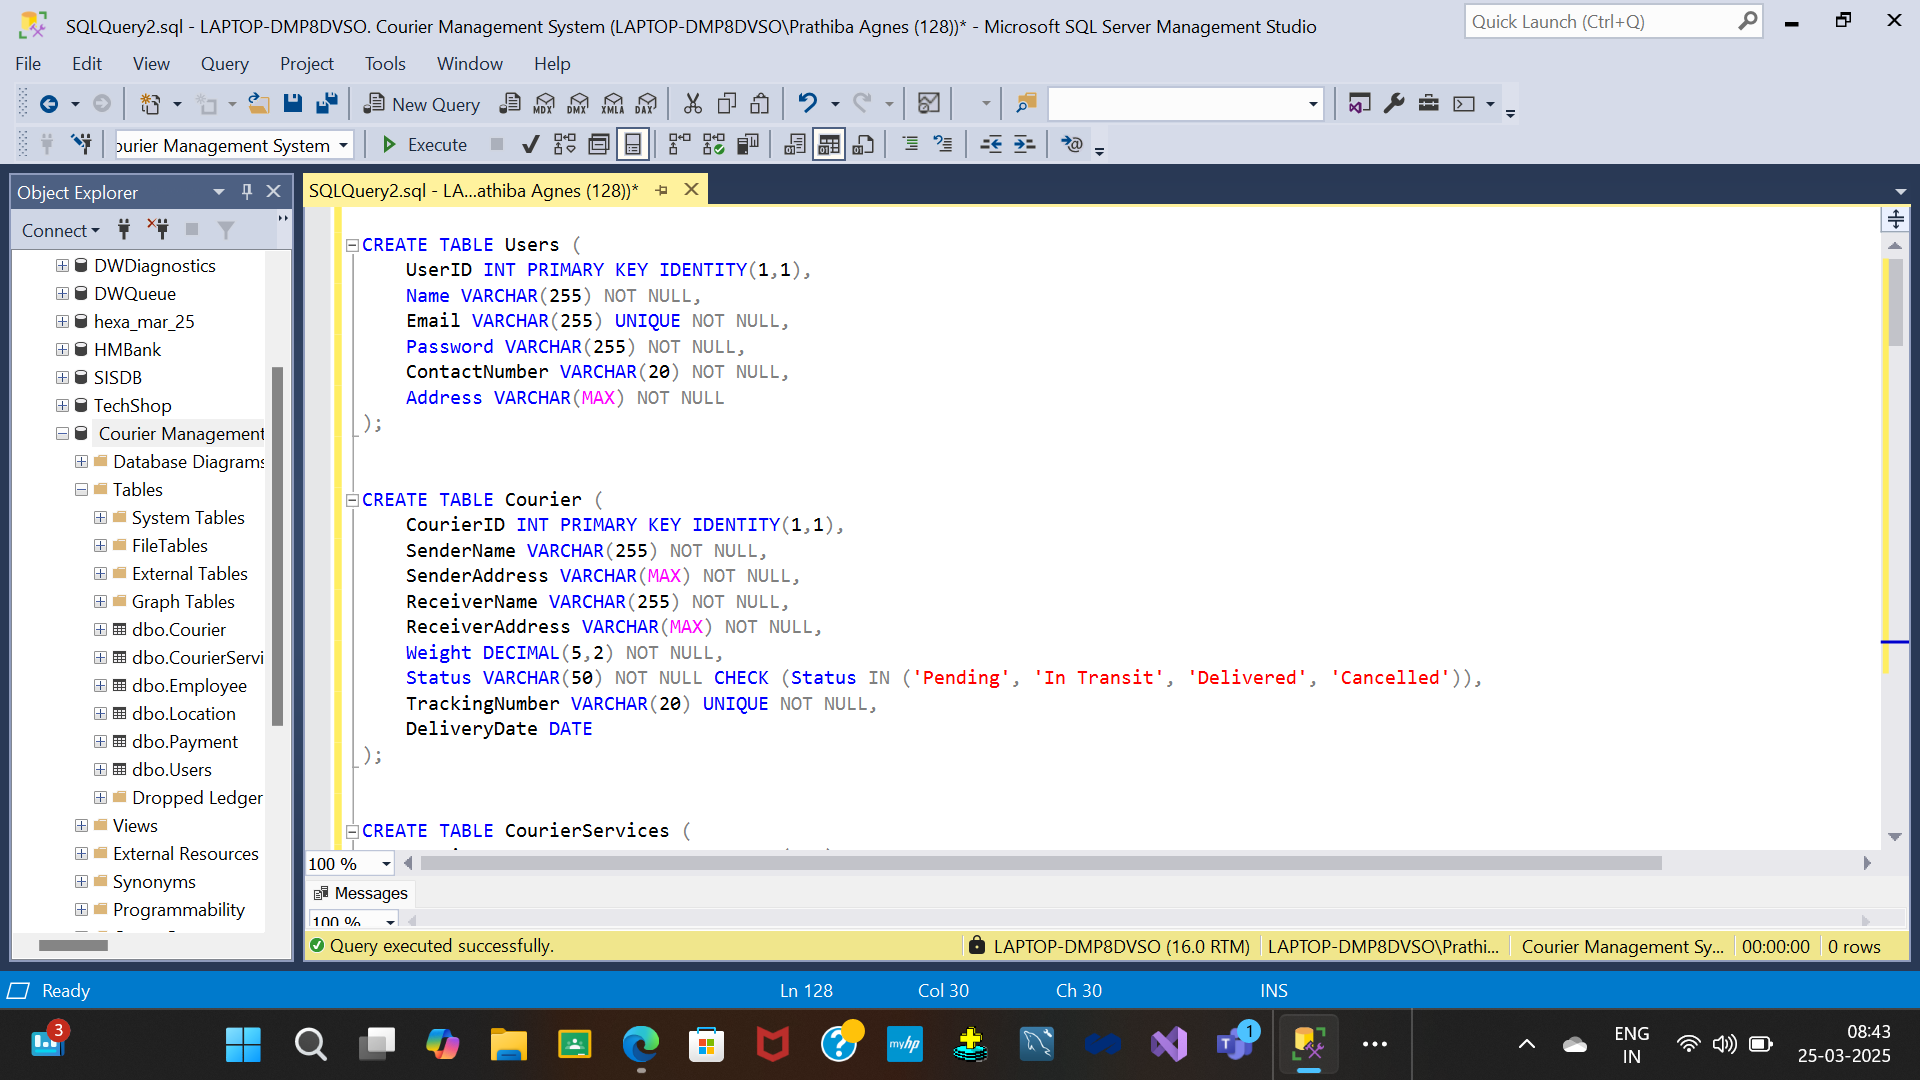 SQLQuery2.sql - LAPTOP-DMP8DVSO. Courier Management System (LAPTOP-DMP8DVSO\Prathiba Agnes (128))* - Microsoft SQL Server Management Studio
Quick Launch (Ctrl+Q)
File Edit View Query Project Tools Window Help
New Query MDX DMX XMLA DAX
ourier Management System Execute
Object Explorer
Connect
DWDiagnostics
DWQueue
hexa_mar_25
HMBank
SISDB
TechShop
Courier Management
Database Diagrams
Tables
System Tables
FileTables
External Tables
Graph Tables
dbo.Courier
dbo.CourierServi
dbo.Employee
dbo.Location
dbo.Payment
dbo.Users
Dropped Ledger
Views
External Resources
Synonyms
Programmability
SQLQuery2.sql - LA...athiba Agnes (128))*
CREATE TABLE Users (
UserID INT PRIMARY KEY IDENTITY(1,1),
Name VARCHAR(255) NOT NULL,
Email VARCHAR(255) UNIQUE NOT NULL,
Password VARCHAR(255) NOT NULL,
ContactNumber VARCHAR(20) NOT NULL,
Address VARCHAR(MAX) NOT NULL
);
CREATE TABLE Courier (
CourierID INT PRIMARY KEY IDENTITY(1,1),
SenderName VARCHAR(255) NOT NULL,
SenderAddress VARCHAR(MAX) NOT NULL,
ReceiverName VARCHAR(255) NOT NULL,
ReceiverAddress VARCHAR(MAX) NOT NULL,
Weight DECIMAL(5,2) NOT NULL,
Status VARCHAR(50) NOT NULL CHECK (Status IN ('Pending', 'In Transit', 'Delivered', 'Cancelled')),
TrackingNumber VARCHAR(20) UNIQUE NOT NULL,
DeliveryDate DATE
);
CREATE TABLE CourierServices (
100 %
Messages
100 %
Query executed successfully.
LAPTOP-DMP8DVSO (16.0 RTM) LAPTOP-DMP8DVSO\Prathi... Courier Management Sy... 00:00:00 0 rows
Ready Ln 128 Col 30 Ch 30 INS
3
myhp
1
ENG
IN
08:43
25-03-2025